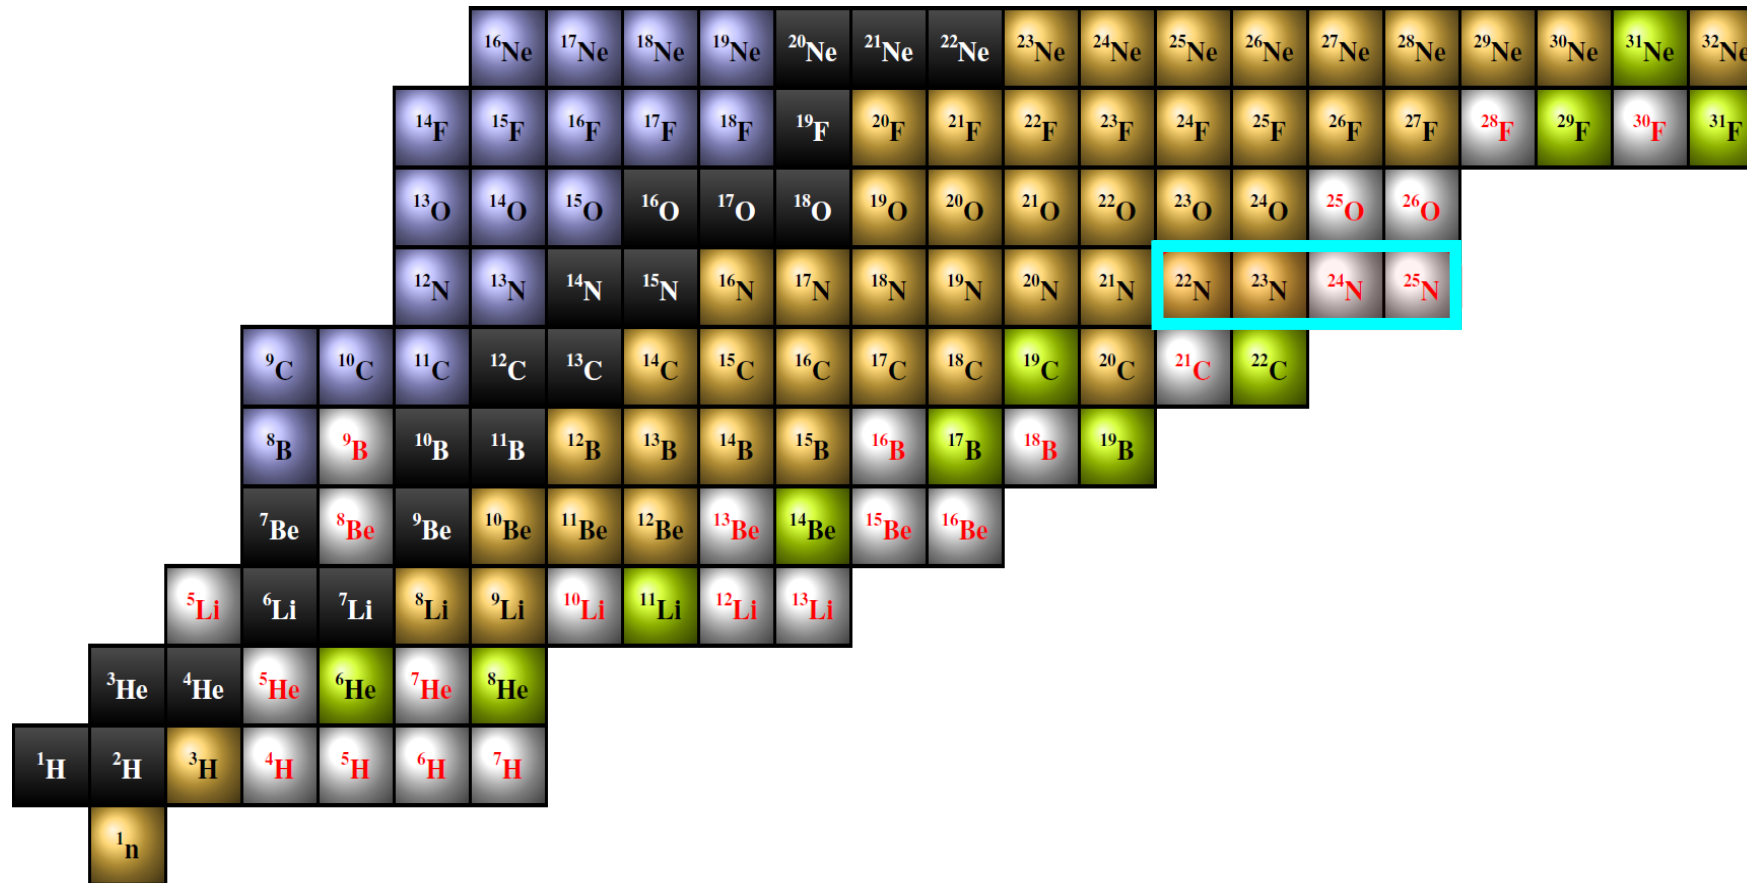 16Ne 17Ne 18Ne 19Ne 20Ne 21Ne 22Ne 23Ne 24Ne 25Ne 26Ne 27Ne 28Ne 29Ne 30Ne 31Ne 32Ne
14F 15F 16F 17F 18F 19F 20F 21F 22F 23F 24F 25F 26F 27F 28F 29F 30F 31F
13O 14O 15O 16O 17O 18O 19O 20O 21O 22O 23O 24O 25O 26O
12N 13N 14N 15N 16N 17N 18N 19N 20N 21N 22N 23N 24N 25N
9C 10C 11C 12C 13C 14C 15C 16C 17C 18C 19C 20C 21C 22C
8B 9B 10B 11B 12B 13B 14B 15B 16B 17B 18B 19B
7Be 8Be 9Be 10Be 11Be 12Be 13Be 14Be 15Be 16Be
5Li 6Li 7Li 8Li 9Li 10Li 11Li 12Li 13Li
3He 4He 5He 6He 7He 8He
1H 2H 3H 4H 5H 6H 7H
1n